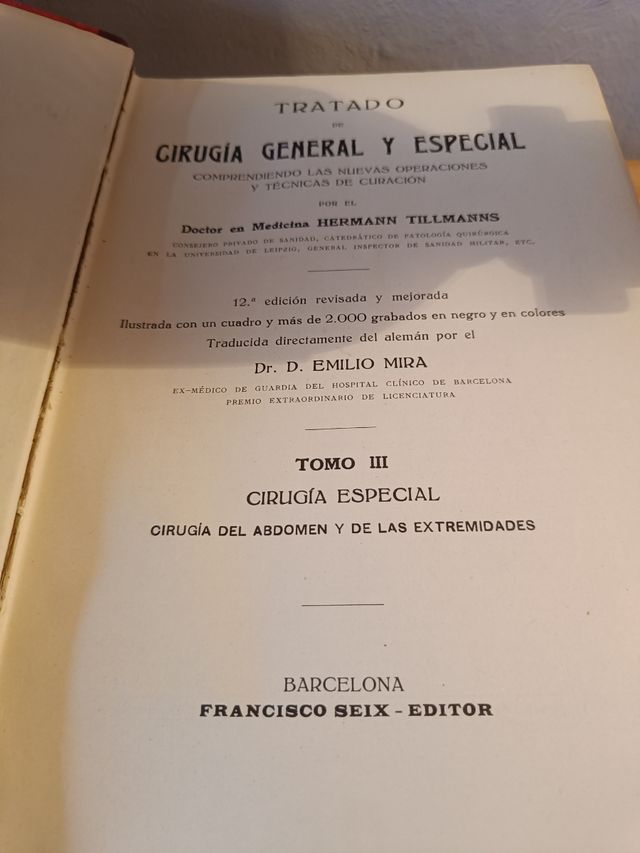 TRATADO
DE
CIRUGÍA GENERAL Y ESPECIAL
COMPRENDIENDO LAS NUEVAS OPERACIONES
Y TÉCNICAS DE CURACIÓN
POR EL
Doctor en Medicina HERMANN TILLMANNS
CONSEJERO PRIVADO DE SANIDAD, CATEDRÁTICO DE PATOLOGÍA QUIRÚRGICA
EN LA UNIVERSIDAD DE LEIPZIG, GENERAL INSPECTOR DE SANIDAD MILITAR, ETC.
12.ª edición revisada y mejorada
Ilustrada con un cuadro y más de 2.000 grabados en negro y en colores
Traducida directamente del alemán por el
Dr. D. EMILIO MIRA
EX-MÉDICO DE GUARDIA DEL HOSPITAL CLÍNICO DE BARCELONA
PREMIO EXTRAORDINARIO DE LICENCIATURA
TOMO III
CIRUGÍA ESPECIAL
CIRUGÍA DEL ABDOMEN Y DE LAS EXTREMIDADES
BARCELONA
FRANCISCO SEIX - EDITOR